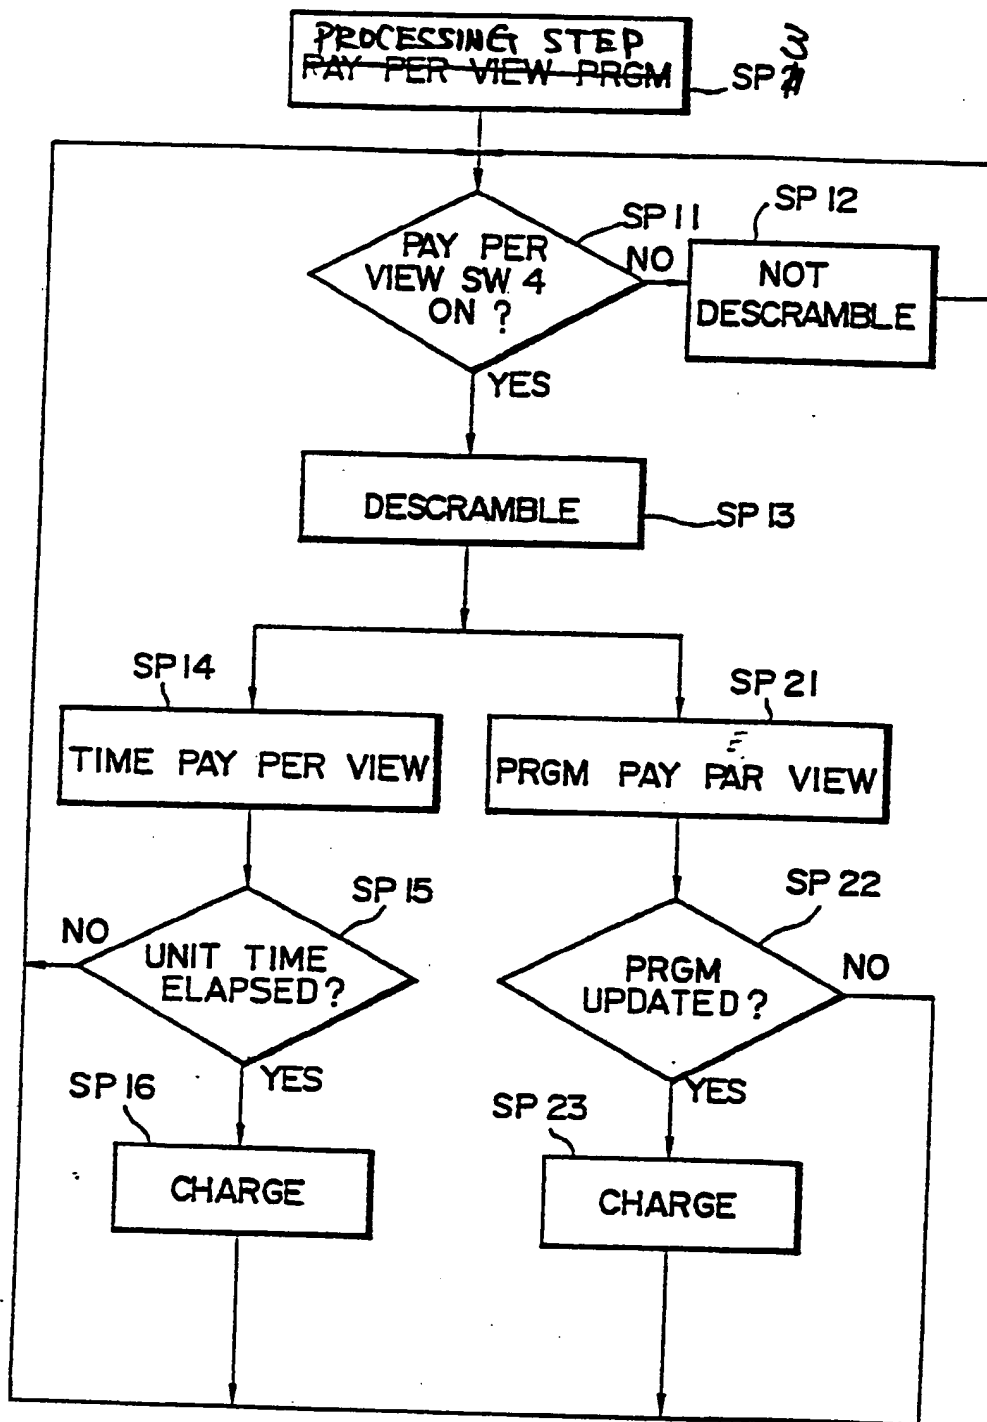 PROCESSING STEP
PAY PER VIEW PRGM
SP 3
SP 11
PAY PER
VIEW SW 4
ON ?
NO
SP 12
NOT
DESCRAMBLE
YES
DESCRAMBLE
SP 13
SP 14
TIME PAY PER VIEW
SP 21
E
PRGM PAY PAR VIEW
SP 15
NO
UNIT TIME
ELAPSED?
YES
SP 22
PRGM
UPDATED?
NO
YES
SP 16
CHARGE
SP 23
CHARGE